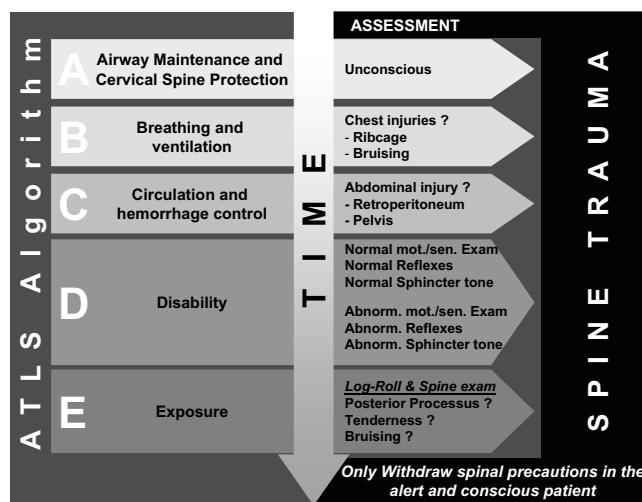 ASSESSMENT
ATLS Algorithm
A
Airway Maintenance and
Cervical Spine Protection
Unconscious
B
Breathing and
ventilation
Chest injuries ?
- Ribcage
- Bruising
C
Circulation and
hemorrhage control
Abdominal injury ?
- Retroperitoneum
- Pelvis
D
Disability
Normal mot./sen. Exam
Normal Reflexes
Normal Sphincter tone
Abnorm. mot./sen. Exam
Abnorm. Reflexes
Abnorm. Sphincter tone
E
Exposure
Log-Roll & Spine exam
Posterior Processus ?
Tenderness ?
Bruising ?
TIME
SPINE TRAUMA
Only Withdraw spinal precautions in the
alert and conscious patient